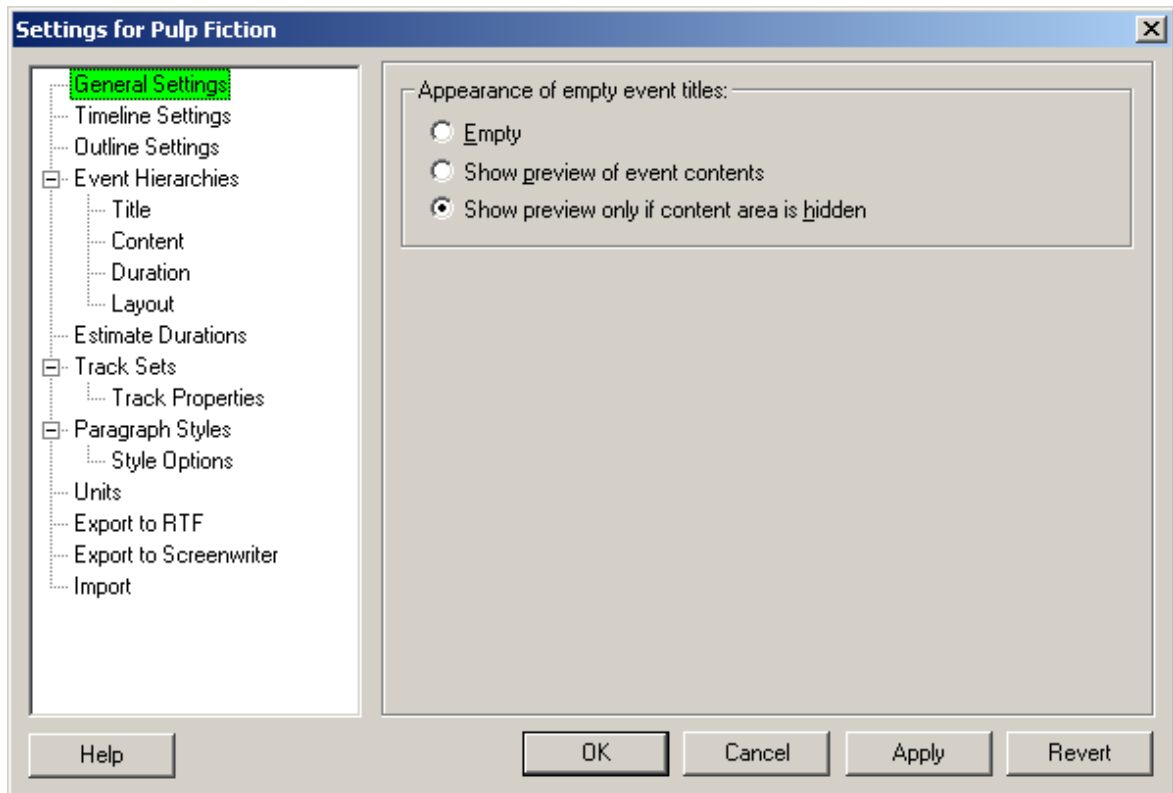 Settings for Pulp Fiction
General Settings
Timeline Settings
Outline Settings
Event Hierarchies
Title
Content
Duration
Layout
Estimate Durations
Track Sets
Track Properties
Paragraph Styles
Style Options
Units
Export to RTF
Export to Screenwriter
Import
Appearance of empty event titles:
Empty
Show preview of event contents
Show preview only if content area is hidden
Help
OK
Cancel
Apply
Revert